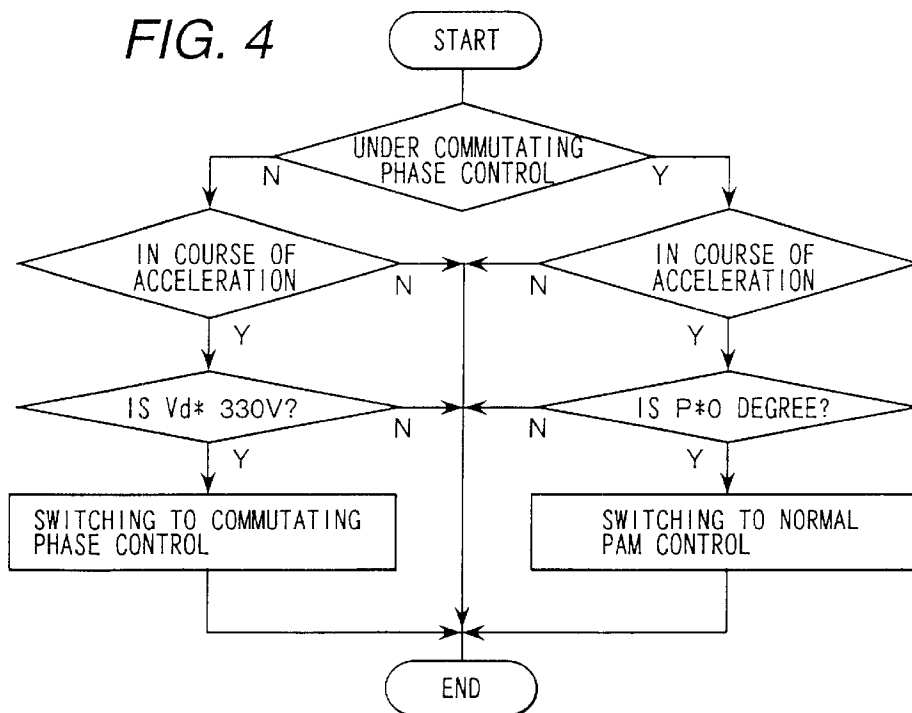 FIG. 4
START
UNDER COMMUTATING
PHASE CONTROL
N
Y
IN COURSE OF
ACCELERATION
N
Y
IN COURSE OF
ACCELERATION
N
Y
IS Vd* 330V?
N
Y
IS P*0 DEGREE?
N
Y
SWITCHING TO COMMUTATING
PHASE CONTROL
SWITCHING TO NORMAL
PAM CONTROL
END